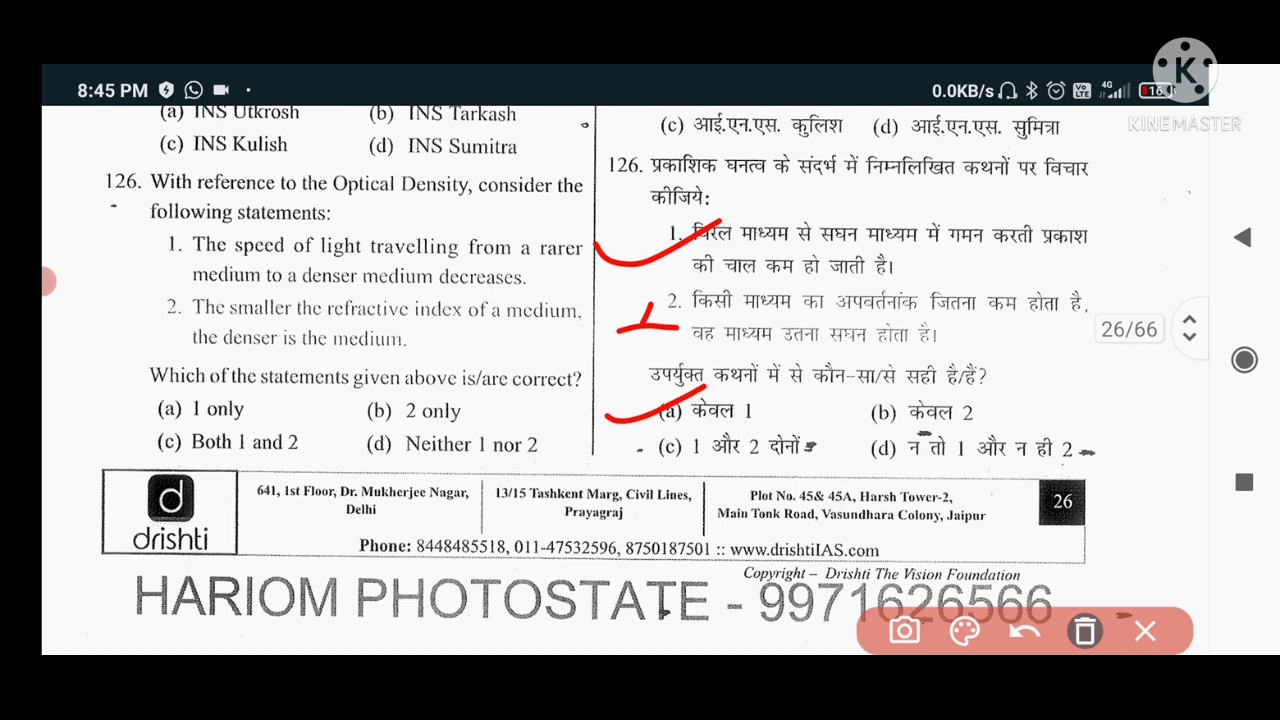 8:45 PM
0.0KB/s
VO LTE
4G
16
K
KINEMASTER
(a) INS Utkrosh (b) INS Tarkash
(c) INS Kulish (d) INS Sumitra
126. With reference to the Optical Density, consider the
following statements:
1. The speed of light travelling from a rarer
medium to a denser medium decreases.
2. The smaller the refractive index of a medium,
the denser is the medium.
Which of the statements given above is/are correct?
(a) 1 only (b) 2 only
(c) Both 1 and 2 (d) Neither 1 nor 2
(c) आई.एन.एस. कुलिश (d) आई.एन.एस. सुमित्रा
126. प्रकाशिक घनत्व के संदर्भ में निम्नलिखित कथनों पर विचार
कीजिये:
1. विरल माध्यम से सघन माध्यम में गमन करती प्रकाश
की चाल कम हो जाती है।
2. किसी माध्यम का अपवर्तनांक जितना कम होता है,
वह माध्यम उतना सघन होता है।
उपर्युक्त कथनों में से कौन-सा/से सही है/हैं?
(a) केवल 1 (b) केवल 2
(c) 1 और 2 दोनों (d) न तो 1 और न ही 2
26/66
d
drishti
641, 1st Floor, Dr. Mukherjee Nagar,
Delhi
13/15 Tashkent Marg, Civil Lines,
Prayagraj
Plot No. 45& 45A, Harsh Tower-2,
Main Tonk Road, Vasundhara Colony, Jaipur
26
Phone: 8448485518, 011-47532596, 8750187501 :: www.drishtiIAS.com
Copyright – Drishti The Vision Foundation
HARIOM PHOTOSTATE - 9971626566